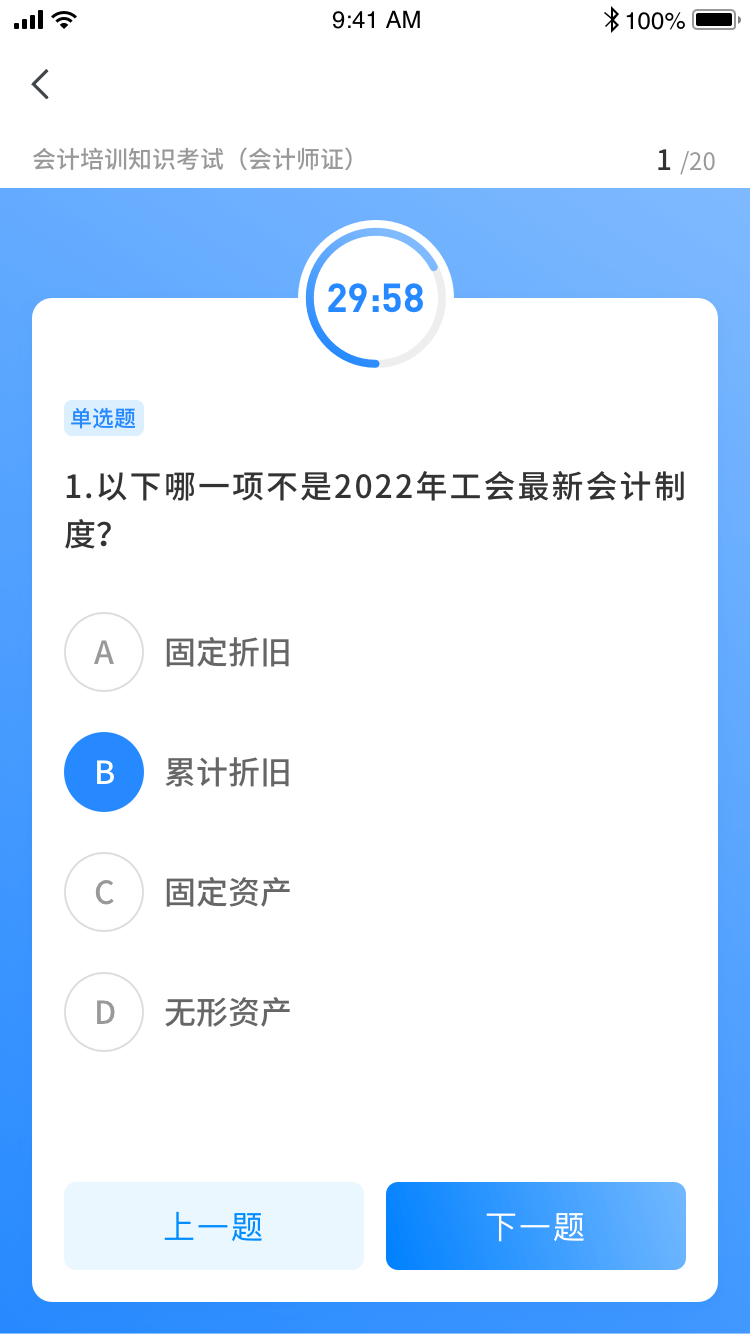 9:41 AM
100%
会计培训知识考试（会计师证）
1 /20
29:58
单选题
1.以下哪一项不是2022年工会最新会计制
度?
A 固定折旧
B 累计折旧
C 固定资产
D 无形资产
上一题
下一题